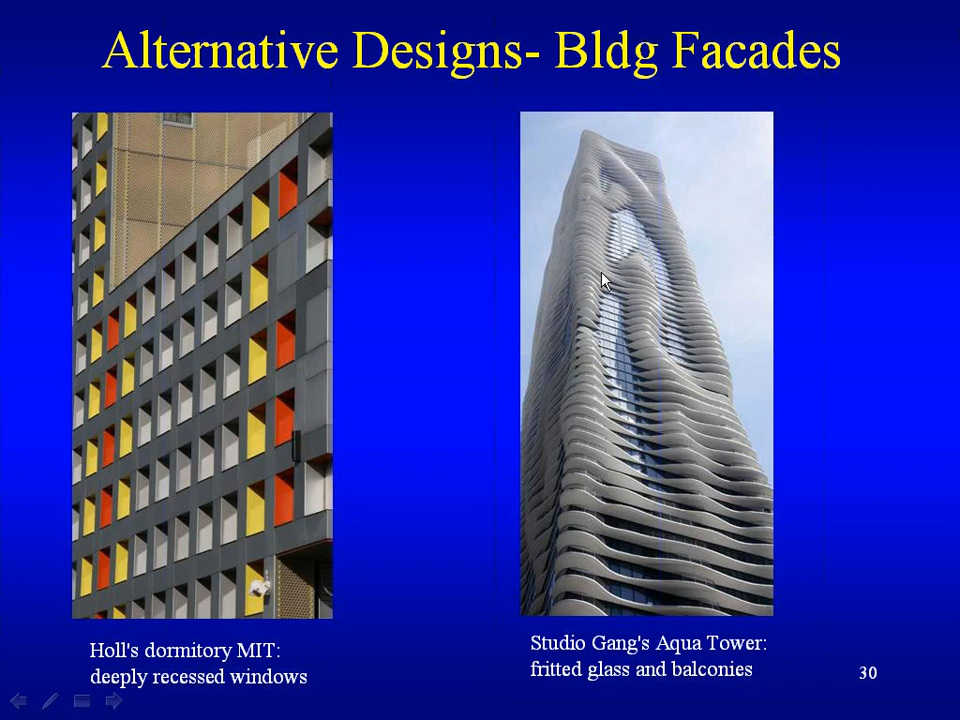 Alternative Designs- Bldg Facades
Holl's dormitory MIT:
deeply recessed windows
Studio Gang's Aqua Tower:
fritted glass and balconies
30